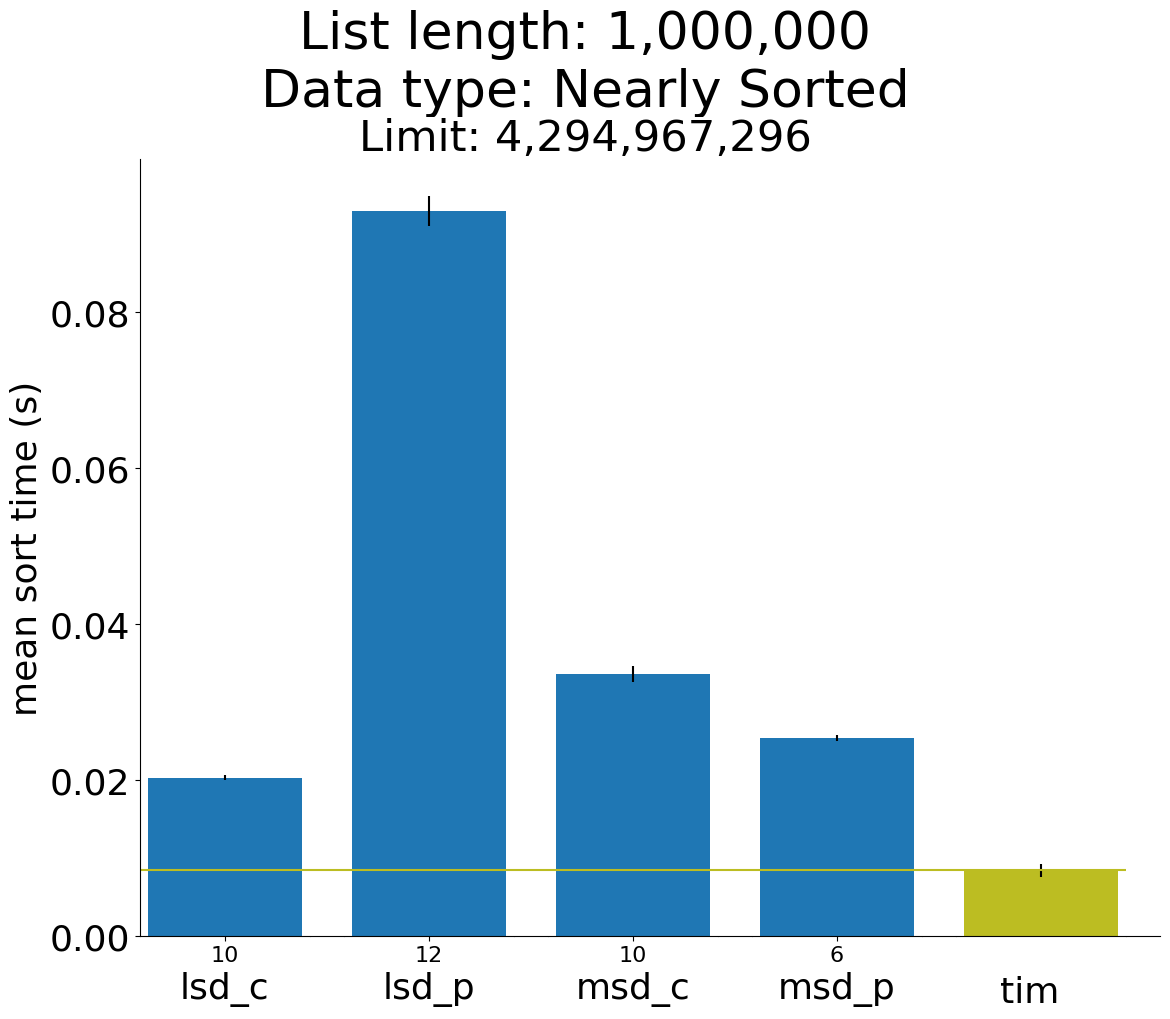 List length: 1,000,000
Data type: Nearly Sorted
Limit: 4,294,967,296
mean sort time (s)
0.08
0.06
0.04
0.02
0.00
10 12 10 6
lsd_c lsd_p msd_c msd_p tim